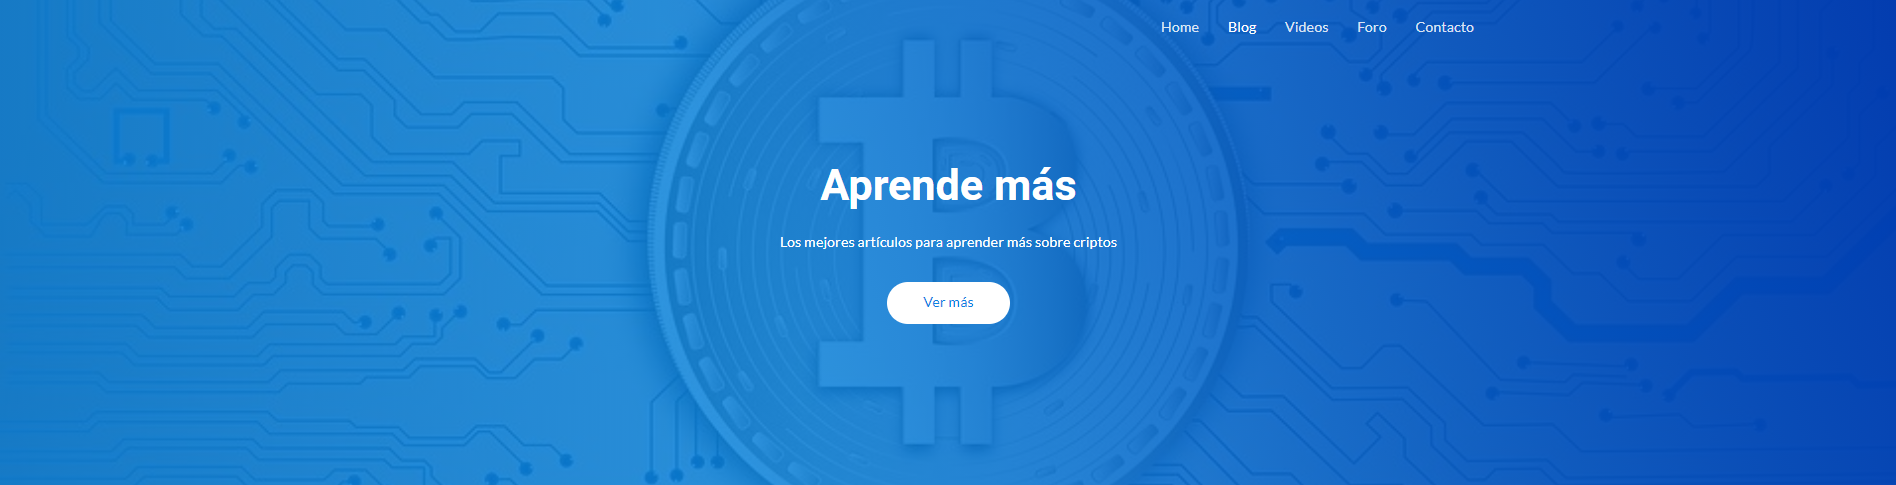 Home Blog Videos Foro Contacto
Aprende más
Los mejores artículos para aprender más sobre criptos
Ver más